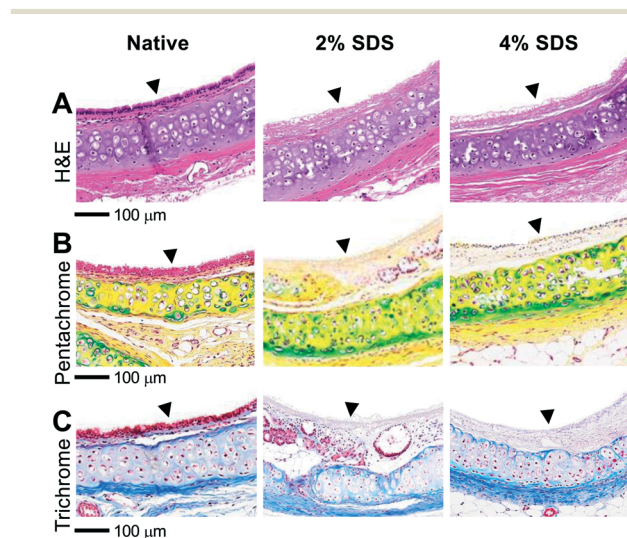 Native 2% SDS 4% SDS
A
H&E
100 μm
B
Pentachrome
100 μm
C
Trichrome
100 μm